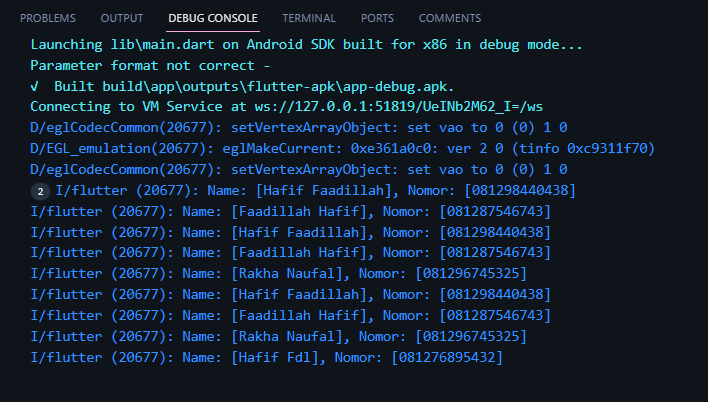 PROBLEMS OUTPUT DEBUG CONSOLE TERMINAL PORTS COMMENTS
Launching lib\main.dart on Android SDK built for x86 in debug mode...
Parameter format not correct -
√ Built build\app\outputs\flutter-apk\app-debug.apk.
Connecting to VM Service at ws://127.0.0.1:51819/UeINb2M62_I=/ws
D/eglCodecCommon(20677): setVertexArrayObject: set vao to 0 (0) 1 0
D/EGL_emulation(20677): eglMakeCurrent: 0xe361a0c0: ver 2 0 (tinfo 0xc9311f70)
D/eglCodecCommon(20677): setVertexArrayObject: set vao to 0 (0) 1 0
2 I/flutter (20677): Name: [Hafif Faadillah], Nomor: [081298440438]
I/flutter (20677): Name: [Faadillah Hafif], Nomor: [081287546743]
I/flutter (20677): Name: [Hafif Faadillah], Nomor: [081298440438]
I/flutter (20677): Name: [Faadillah Hafif], Nomor: [081287546743]
I/flutter (20677): Name: [Rakha Naufal], Nomor: [081296745325]
I/flutter (20677): Name: [Hafif Faadillah], Nomor: [081298440438]
I/flutter (20677): Name: [Faadillah Hafif], Nomor: [081287546743]
I/flutter (20677): Name: [Rakha Naufal], Nomor: [081296745325]
I/flutter (20677): Name: [Hafif Fdl], Nomor: [081276895432]